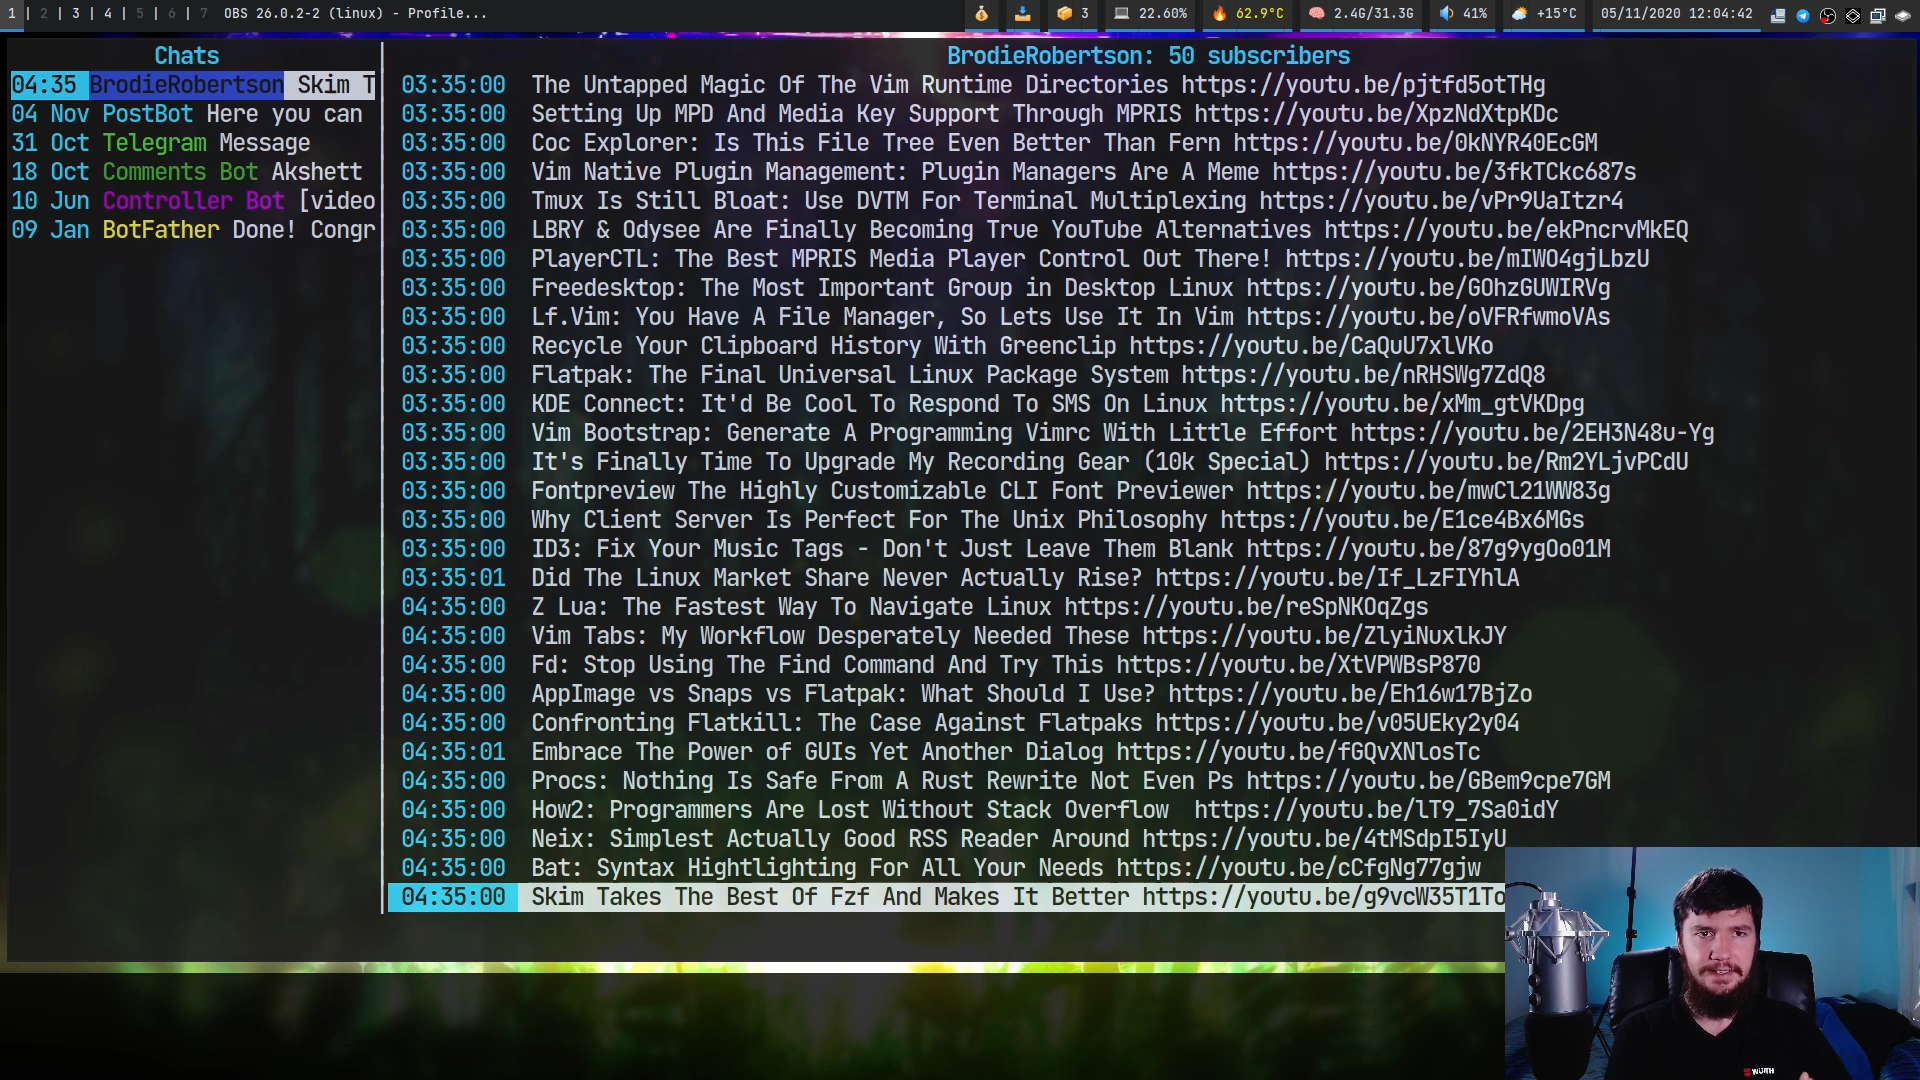 1 | 2 | 3 | 4 | 5 | 6 | 7 OBS 26.0.2-2 (linux) - Profile...
3 22.60% 62.9°C 2.4G/31.3G 41% +15°C 05/11/2020 12:04:42
Chats
04:35 BrodieRobertson Skim T
04 Nov PostBot Here you can
31 Oct Telegram Message
18 Oct Comments Bot Akshett
10 Jun Controller Bot [video
09 Jan BotFather Done! Congr
BrodieRobertson: 50 subscribers
03:35:00 The Untapped Magic Of The Vim Runtime Directories https://youtu.be/pjtfd5otTHg
03:35:00 Setting Up MPD And Media Key Support Through MPRIS https://youtu.be/XpzNdXtpKDc
03:35:00 Coc Explorer: Is This File Tree Even Better Than Fern https://youtu.be/0kNYR40EcGM
03:35:00 Vim Native Plugin Management: Plugin Managers Are A Meme https://youtu.be/3fkTCkc687s
03:35:00 Tmux Is Still Bloat: Use DVTM For Terminal Multiplexing https://youtu.be/vPr9UaItzr4
03:35:00 LBRY & Odysee Are Finally Becoming True YouTube Alternatives https://youtu.be/ekPncrvMkEQ
03:35:00 PlayerCTL: The Best MPRIS Media Player Control Out There! https://youtu.be/mIWO4gjLbzU
03:35:00 Freedesktop: The Most Important Group in Desktop Linux https://youtu.be/GOhzGUWIRVg
03:35:00 Lf.Vim: You Have A File Manager, So Lets Use It In Vim https://youtu.be/oVFRfwmoVAs
03:35:00 Recycle Your Clipboard History With Greenclip https://youtu.be/CaQuU7xlVKo
03:35:00 Flatpak: The Final Universal Linux Package System https://youtu.be/nRHSWg7ZdQ8
03:35:00 KDE Connect: It'd Be Cool To Respond To SMS On Linux https://youtu.be/xMm_gtVKDpg
03:35:00 Vim Bootstrap: Generate A Programming Vimrc With Little Effort https://youtu.be/2EH3N48u-Yg
03:35:00 It's Finally Time To Upgrade My Recording Gear (10k Special) https://youtu.be/Rm2YLjvPCdU
03:35:00 Fontpreview The Highly Customizable CLI Font Previewer https://youtu.be/mwCl21WW83g
03:35:00 Why Client Server Is Perfect For The Unix Philosophy https://youtu.be/E1ce4Bx6MGs
03:35:00 ID3: Fix Your Music Tags - Don't Just Leave Them Blank https://youtu.be/87g9ygOo01M
03:35:01 Did The Linux Market Share Never Actually Rise? https://youtu.be/If_LzFIYhlA
04:35:00 Z Lua: The Fastest Way To Navigate Linux https://youtu.be/reSpNKOqZgs
04:35:00 Vim Tabs: My Workflow Desperately Needed These https://youtu.be/ZlyiNuxlkJY
04:35:00 Fd: Stop Using The Find Command And Try This https://youtu.be/XtVPWBsP870
04:35:00 AppImage vs Snaps vs Flatpak: What Should I Use? https://youtu.be/Eh16w17BjZo
04:35:00 Confronting Flatkill: The Case Against Flatpaks https://youtu.be/v05UEky2y04
04:35:01 Embrace The Power of GUIs Yet Another Dialog https://youtu.be/fGQvXNlosTc
04:35:00 Procs: Nothing Is Safe From A Rust Rewrite Not Even Ps https://youtu.be/GBem9cpe7GM
04:35:00 How2: Programmers Are Lost Without Stack Overflow https://youtu.be/lT9_7Sa0idY
04:35:00 Neix: Simplest Actually Good RSS Reader Around https://youtu.be/4tMSdpI5IyU
04:35:00 Bat: Syntax Hightlighting For All Your Needs https://youtu.be/cCfgNg77gjw
04:35:00 Skim Takes The Best Of Fzf And Makes It Better https://youtu.be/g9vcW35T1To
WÜRTH